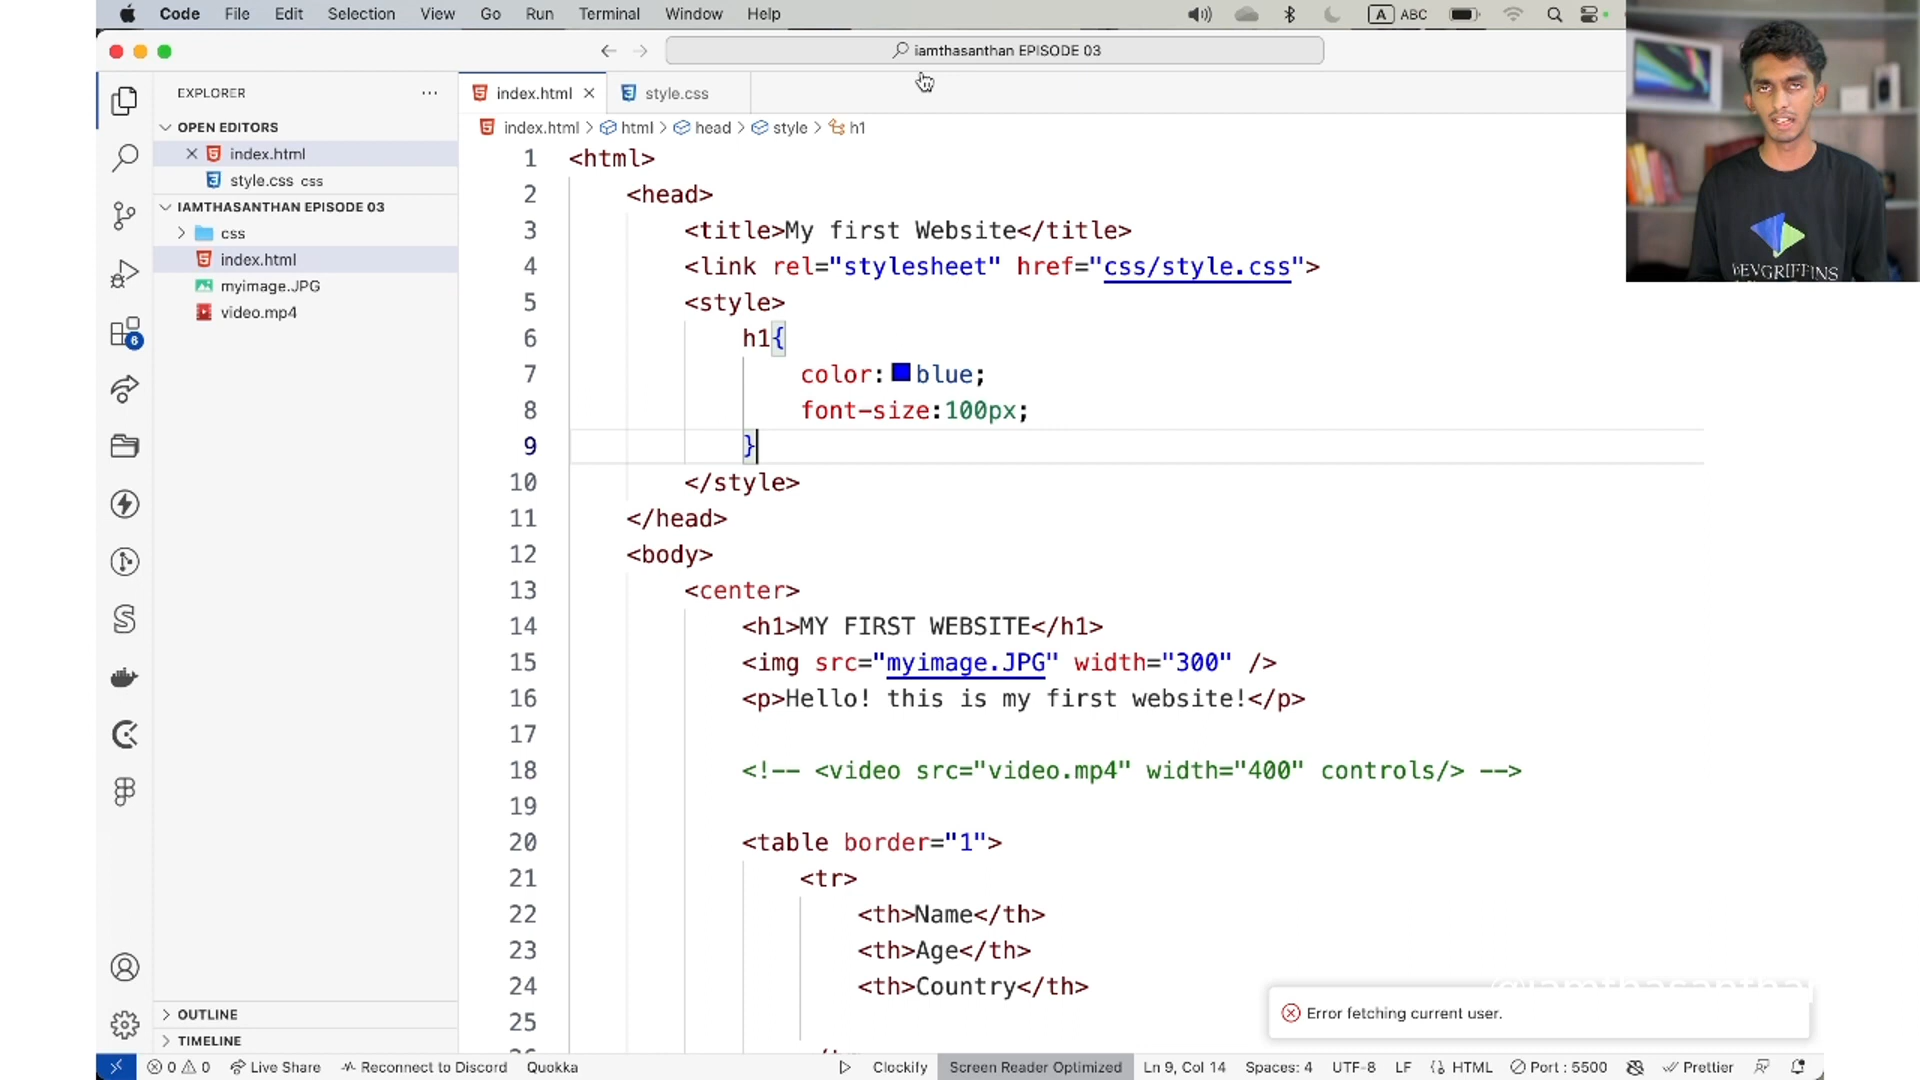 Code File Edit Selection View Go Run Terminal Window Help A ABC
iamthasanthan EPISODE 03
EXPLORER
index.html
style.css
OPEN EDITORS
index.html
style.css css
IAMTHASANTHAN EPISODE 03
css
index.html
myimage.JPG
video.mp4
OUTLINE
TIMELINE
6
index.html > html > head > style > h1
1 <html>
2 <head>
3 <title>My first Website</title>
4 <link rel="stylesheet" href="css/style.css">
5 <style>
6 h1{
7 color: blue;
8 font-size:100px;
9 }
10 </style>
11 </head>
12 <body>
13 <center>
14 <h1>MY FIRST WEBSITE</h1>
15 <img src="myimage.JPG" width="300" />
16 <p>Hello! this is my first website!</p>
17
18 <!-- <video src="video.mp4" width="400" controls/> -->
19
20 <table border="1">
21 <tr>
22 <th>Name</th>
23 <th>Age</th>
24 <th>Country</th>
25
DEVGRIFFINS
Error fetching current user.
0 0 Live Share Reconnect to Discord Quokka Clockify Screen Reader Optimized Ln 9, Col 14 Spaces: 4 UTF-8 LF HTML Port : 5500 Prettier